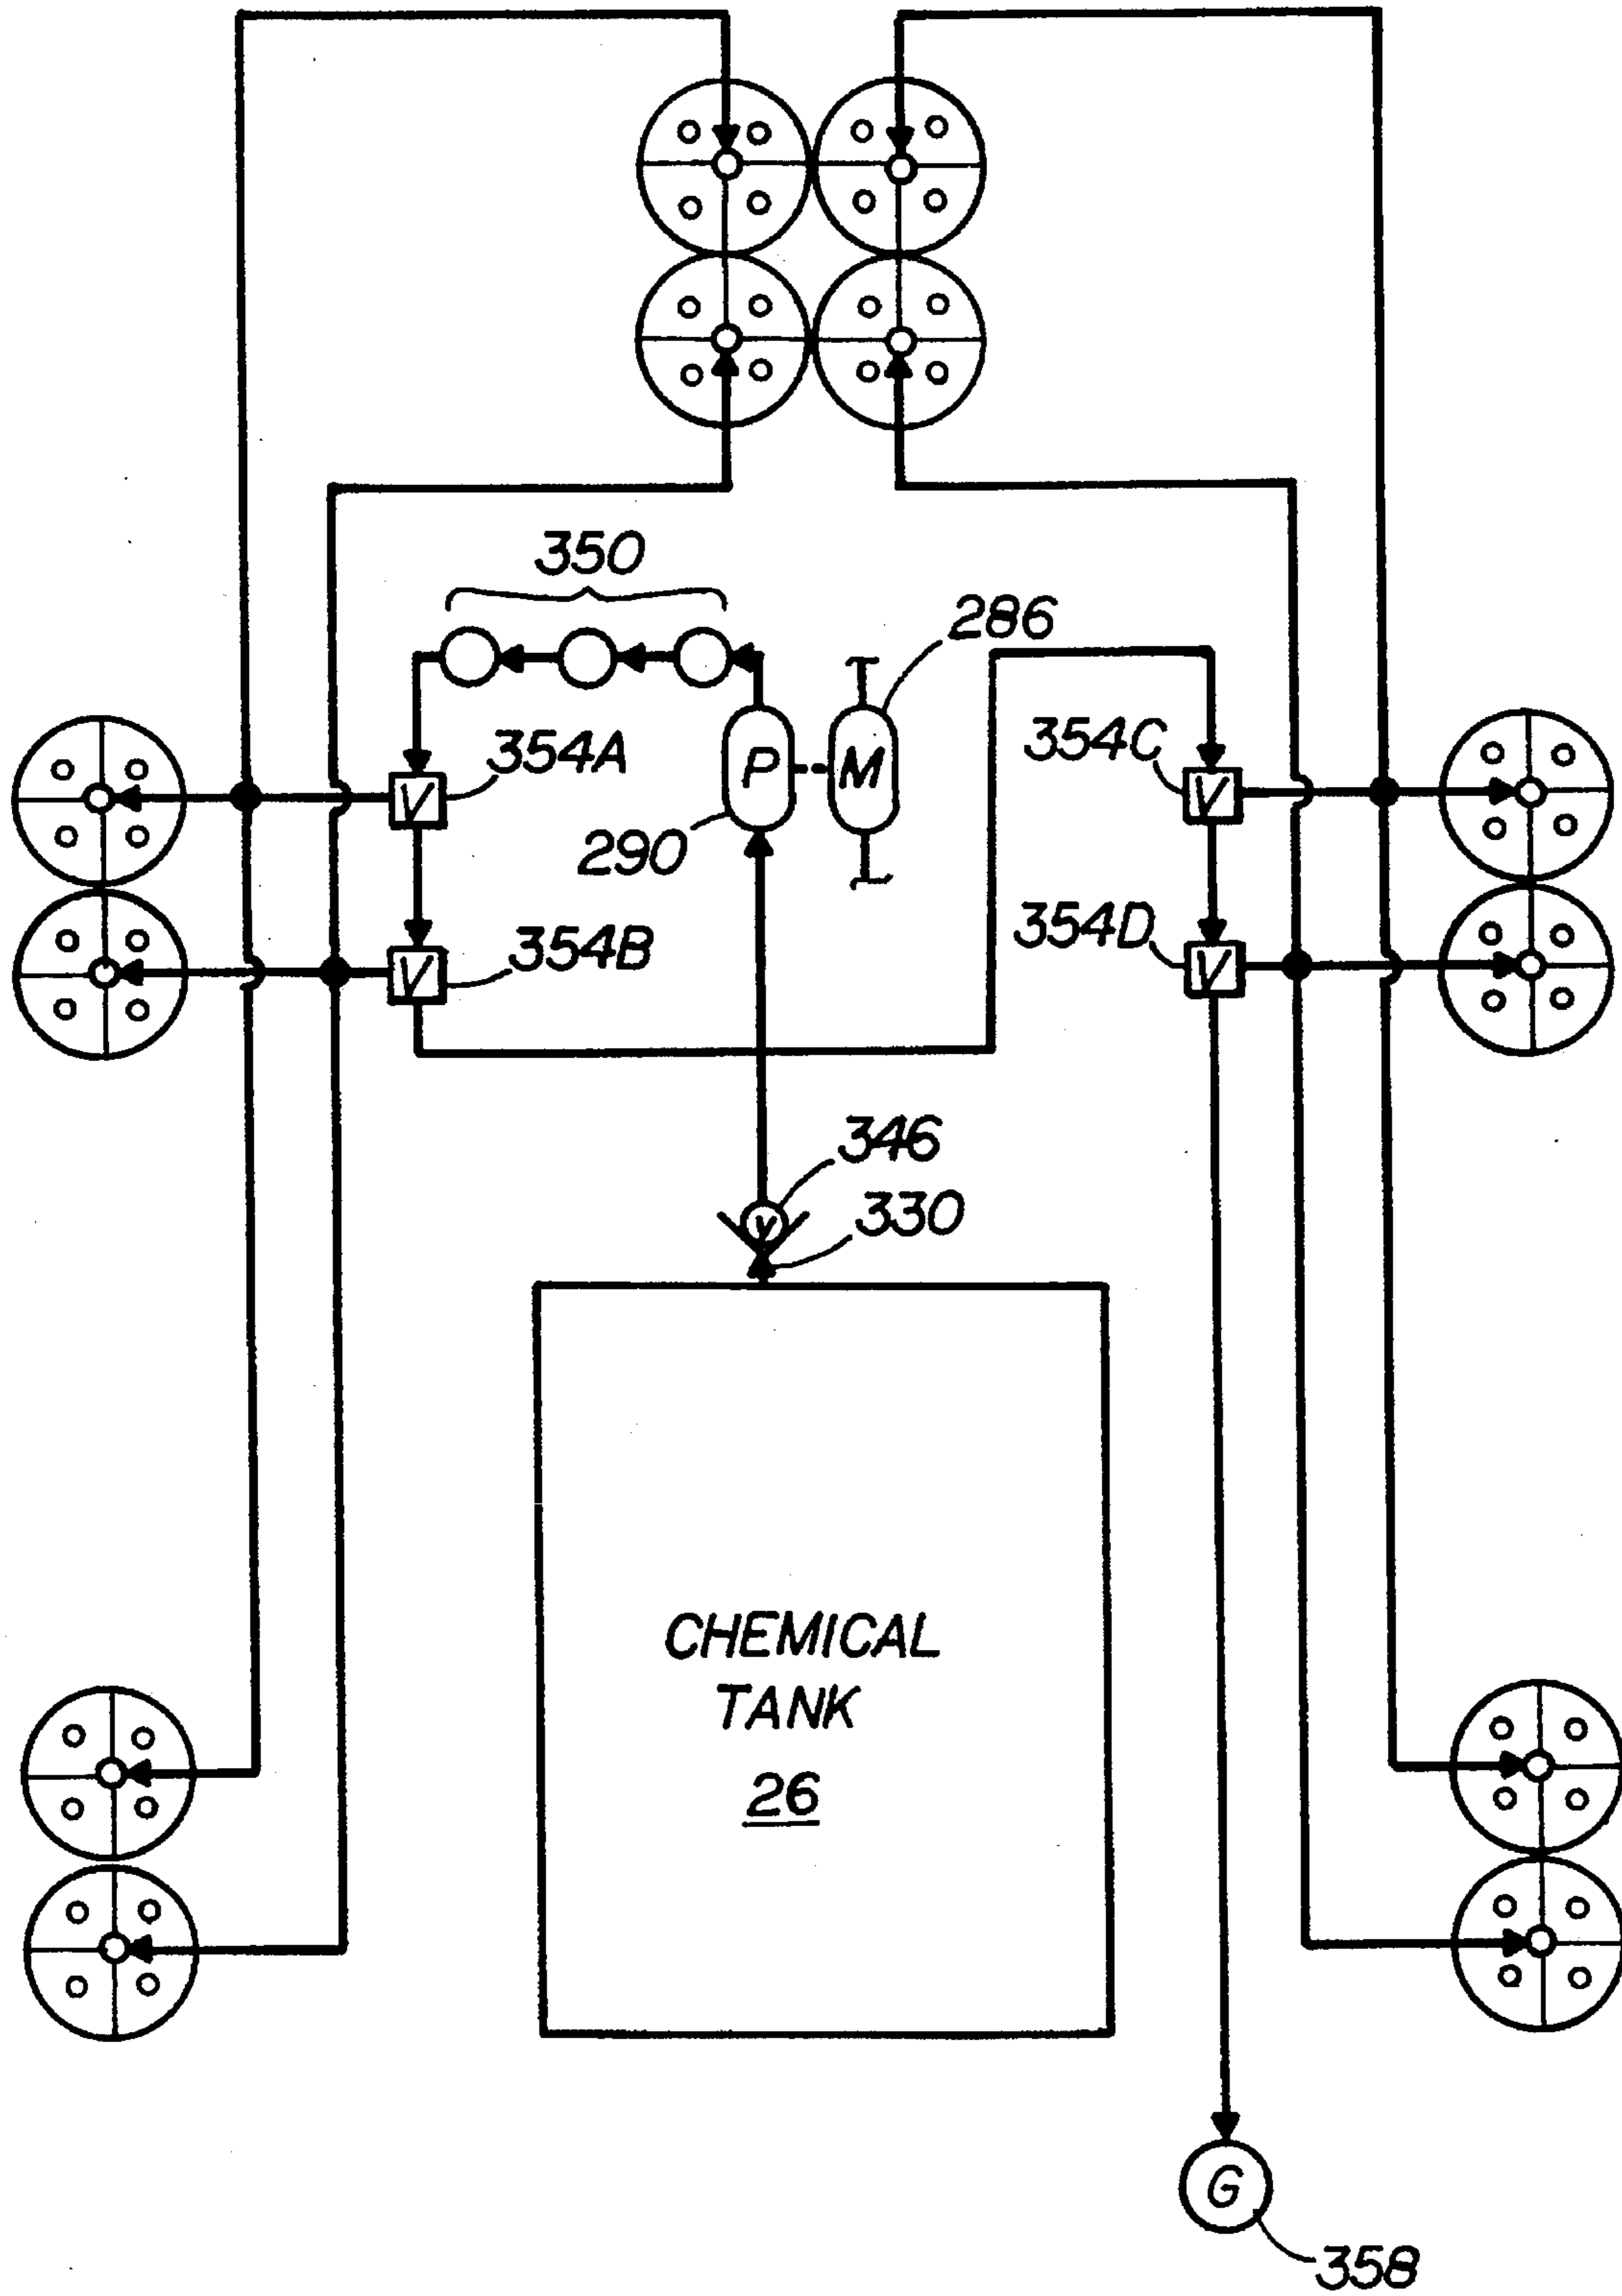 350
286
354A
P
M
354C
V
V
290
354B
354D
V
V
346
V
330
CHEMICAL
TANK
26
G
358